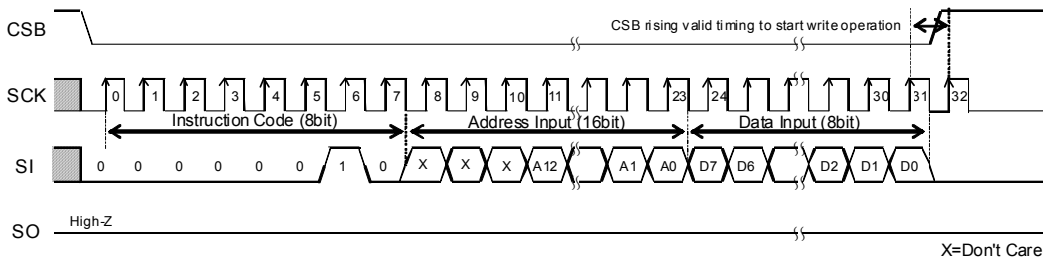 CSB
CSB rising valid timing to start write operation
SCK
0 1 2 3 4 5 6 7 8 9 10 11 23 24 30 31 32
Instruction Code (8bit) Address Input (16bit) Data Input (8bit)
SI
0 0 0 0 0 0 1 0 X X X A12 A1 A0 D7 D6 D2 D1 D0
High-Z
SO
X=Don't Care